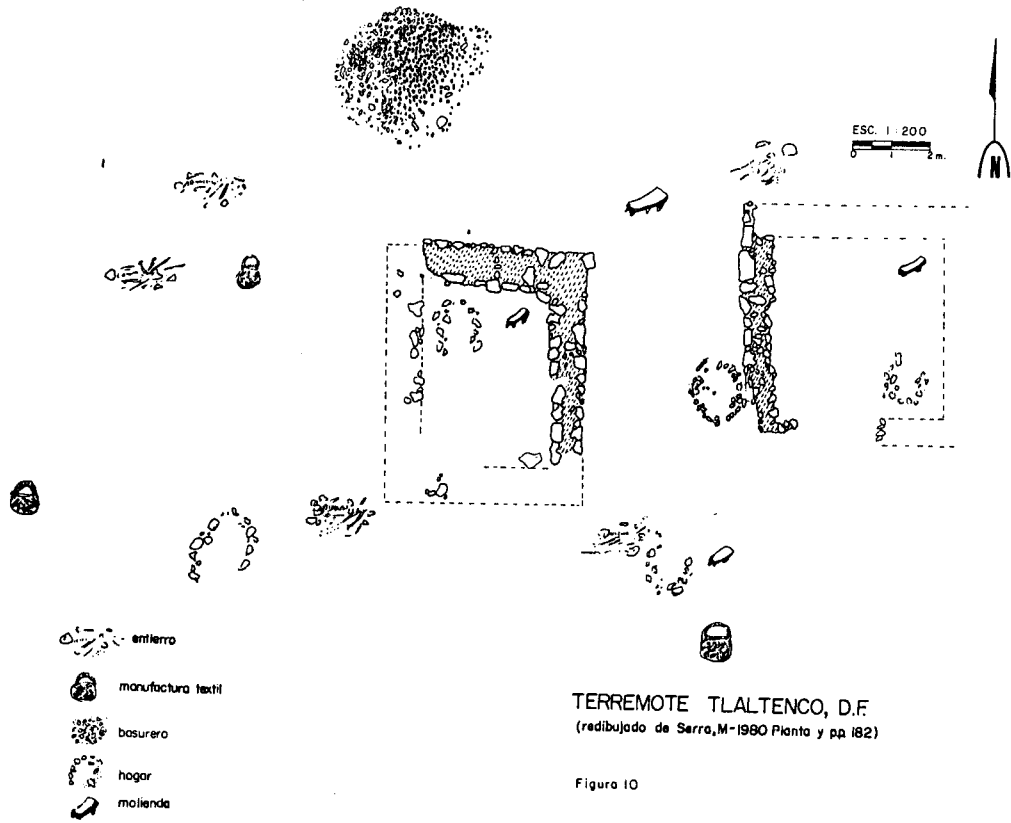 ESC. 1:200
0 1 2 m.
N
entierro
manufactura textil
basurero
hogar
molienda
TERREMOTE TLALTENCO, D.F.
(redibujado de Serra, M-1980 Planta y p.p. 182)
Figura 10